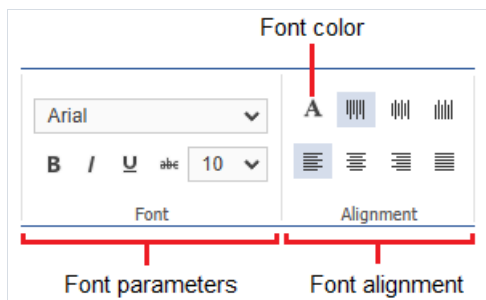 Font color
Arial
A
B I U abc 10
Font Alignment
Font parameters Font alignment